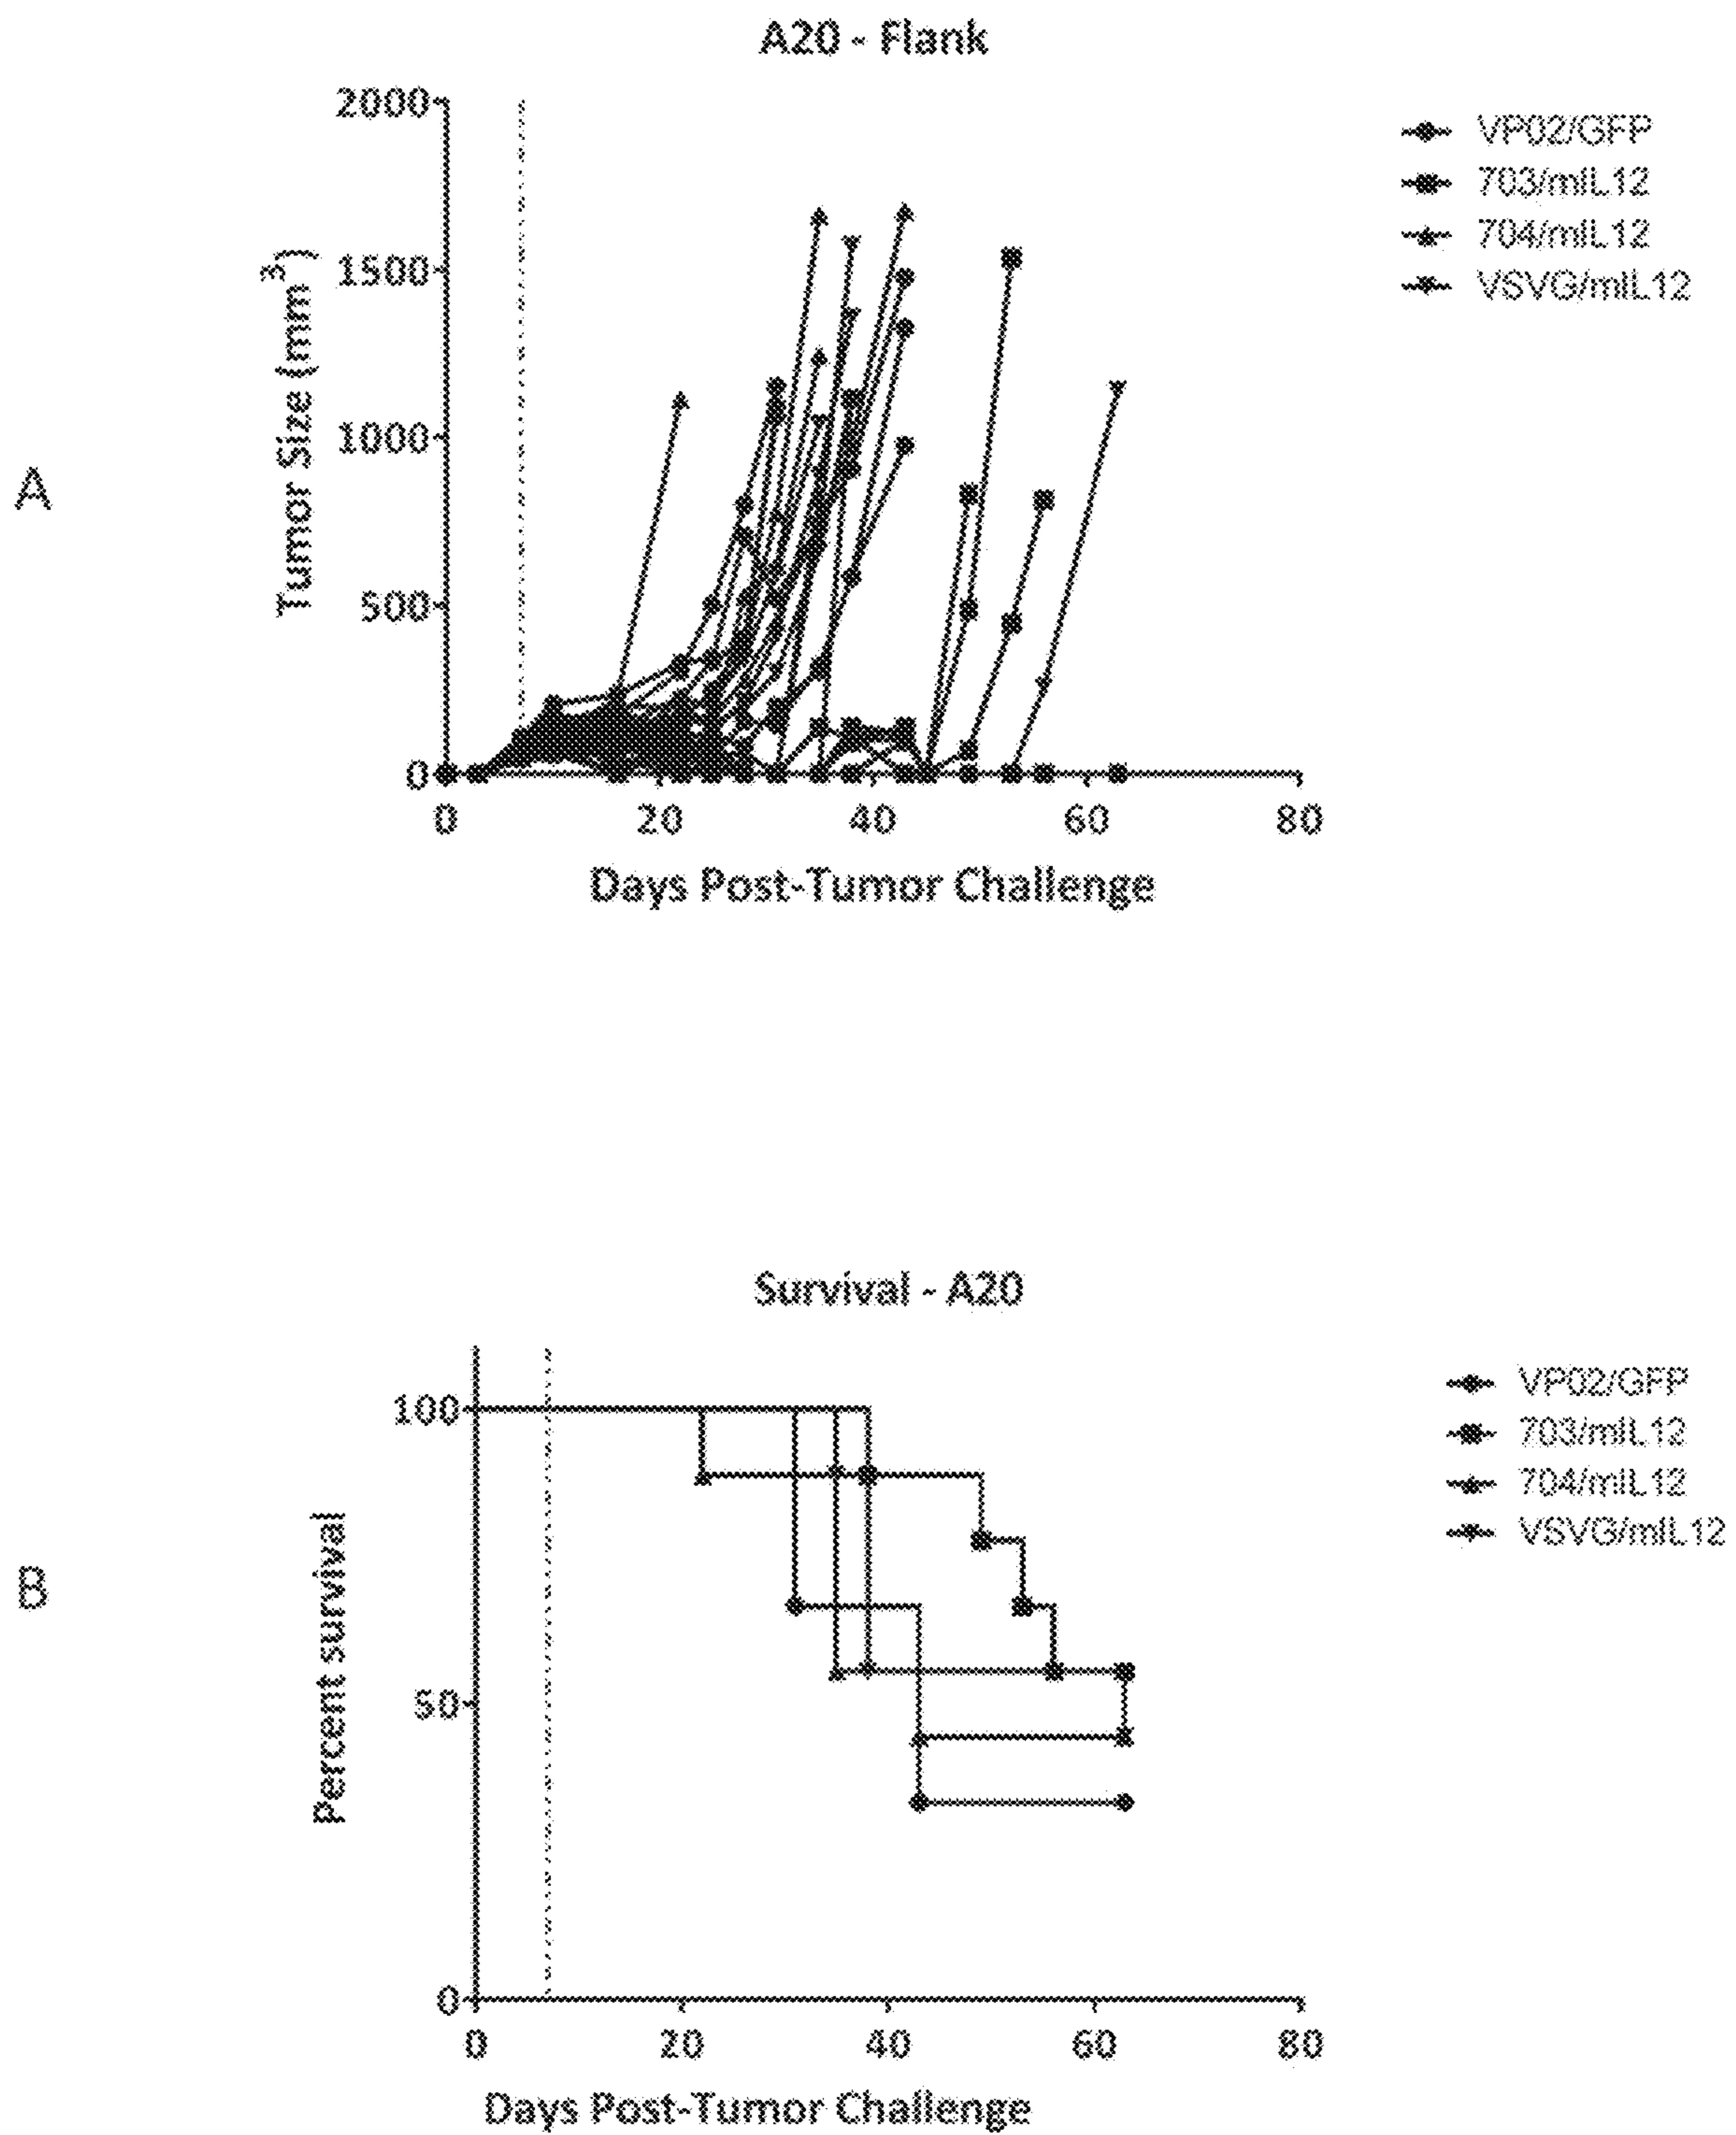 A20 - Flank
A
Tumor Size (mm3)
2000
1500
1000
500
0
0 20 40 60 80
Days Post-Tumor Challenge
VP02/GFP
703/mIL12
704/mIL12
VSVG/mIL12
Survival - A20
B
Percent survival
100
50
0
0 20 40 60 80
Days Post-Tumor Challenge
VP02/GFP
703/mIL12
704/mIL12
VSVG/mIL12